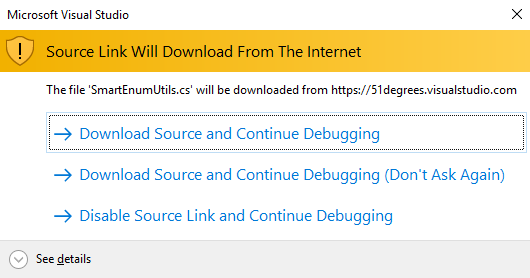 Microsoft Visual Studio
Source Link Will Download From The Internet
The file 'SmartEnumUtils.cs' will be downloaded from https://51degrees.visualstudio.com
Download Source and Continue Debugging
Download Source and Continue Debugging (Don't Ask Again)
Disable Source Link and Continue Debugging
See details